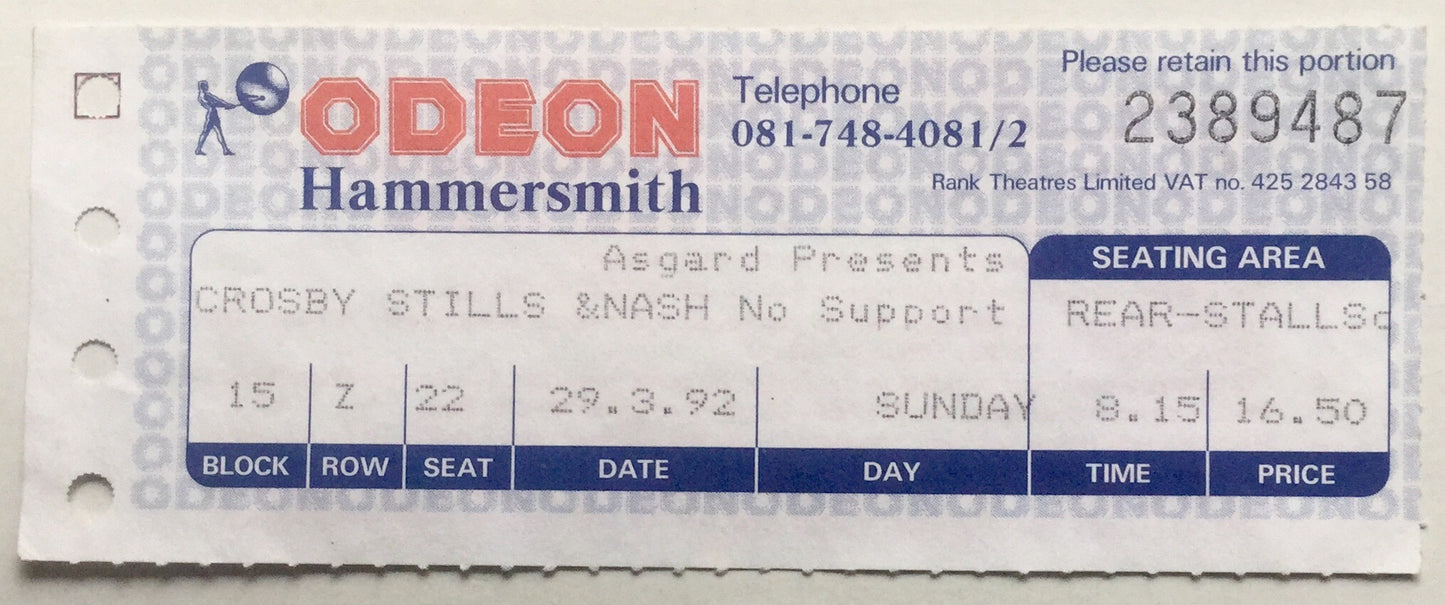 Please retain this portion
ODEON
Telephone
2389487
Hammersmith
081-748-4081/2
Rank Theatres Limited VAT no. 425 2843 58
Asgard Presents
SEATING AREA
CROSBY STILLS &NASH No Support
REAR-STALLS
15 Z 22 29.3.92 SUNDAY 8.15 16.50
BLOCK ROW SEAT DATE DAY TIME PRICE